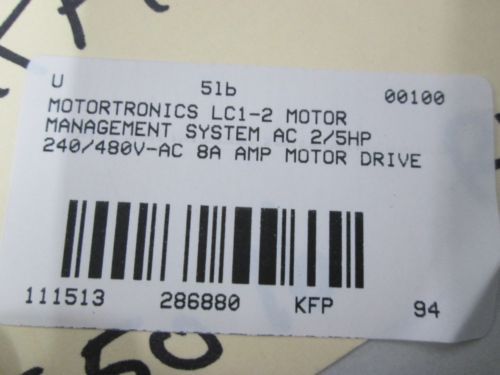 U 5lb 00100
MOTORTRONICS LC1-2 MOTOR
MANAGEMENT SYSTEM AC 2/5HP
240/480V-AC 8A AMP MOTOR DRIVE
111513 286880 KFP 94